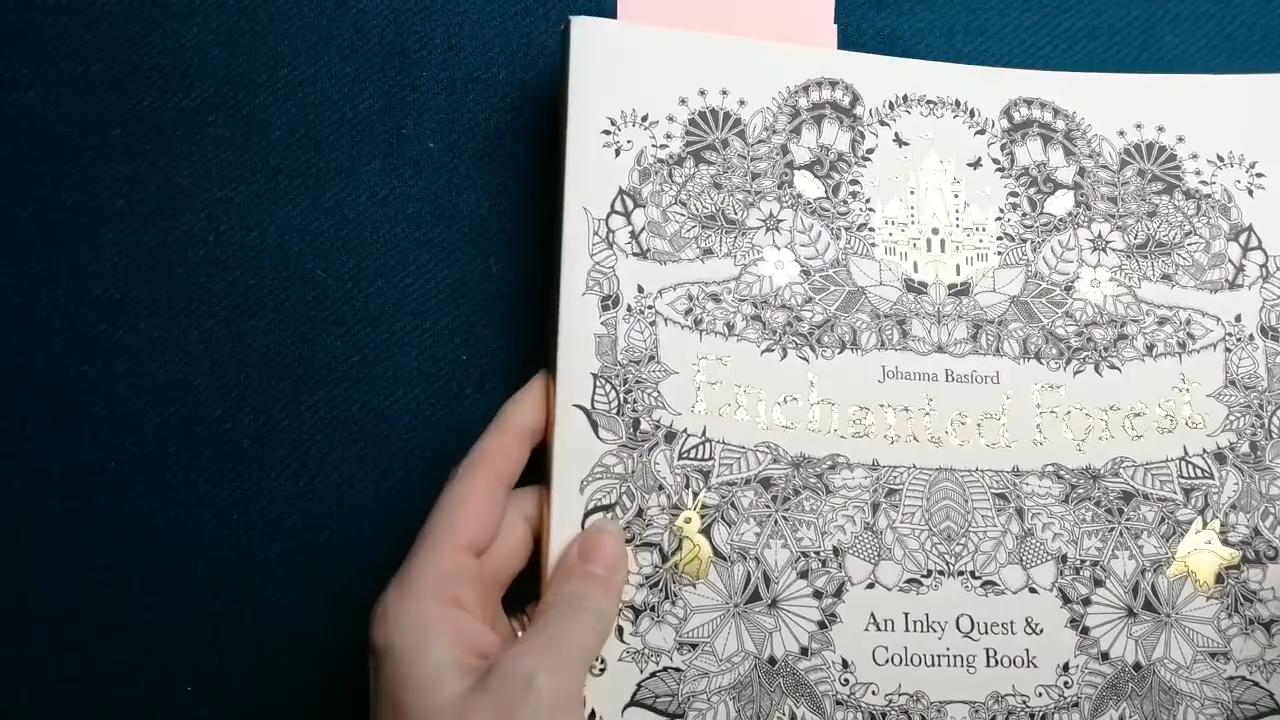 Johanna Basford
Enchanted Forest
An Inky Quest &
Colouring Book